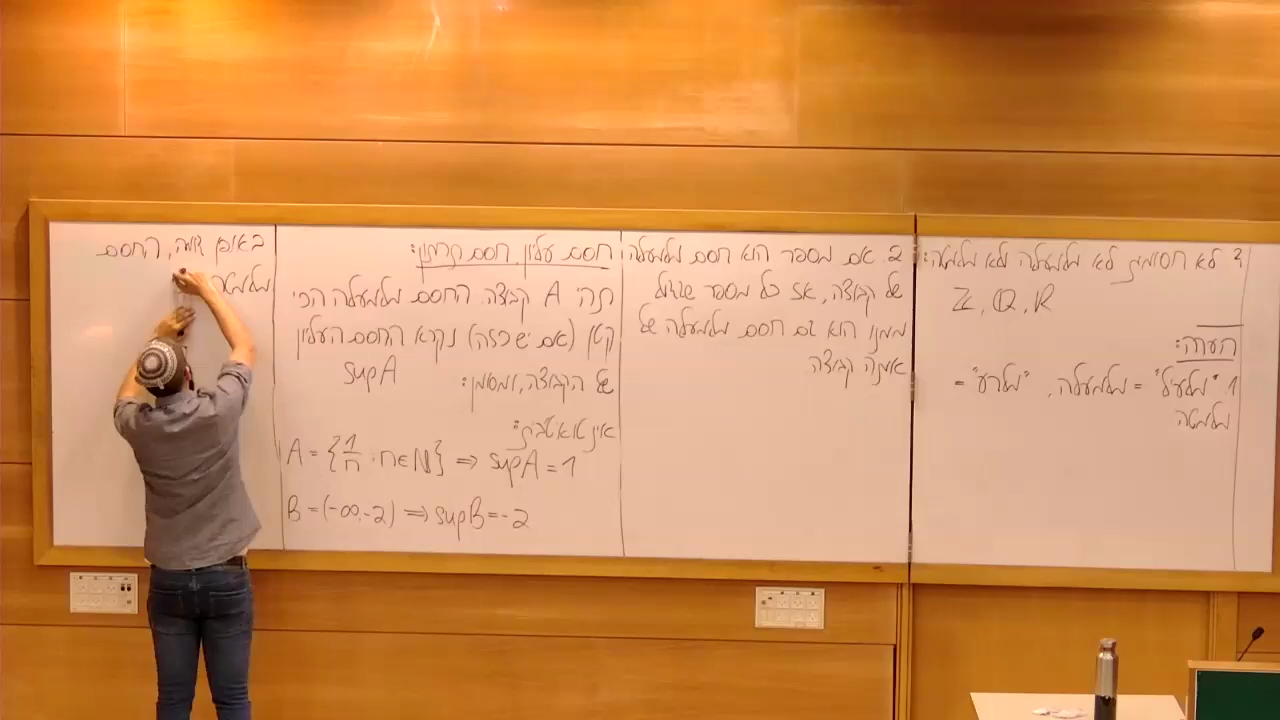 לא חסומות לא מלמעלה ולא מלמטה:
ℤ, ℚ, ℝ
הערה:
1. "מלעיל" = מלמעלה, "מלרע" =
מלמטה
2. אם מספר הוא חסם מלמעלה
של קבוצה, אז כל מספר שגדול
ממנו הוא גם חסם מלמעלה של
אותה קבוצה
חסם עליון, חסם תחתון:
תהי A קבוצה. החסם מלמעלה הכי
קטן (אם יש כזה) נקרא החסם העליון
של הקבוצה, ומסומן: supA
אינטואיטיבית:
A = {1/n : n∈ℕ} ⟹ supA = 1
B = (-∞,-2) ⟹ supB = -2
באופן דומה, החסם
מלמטה